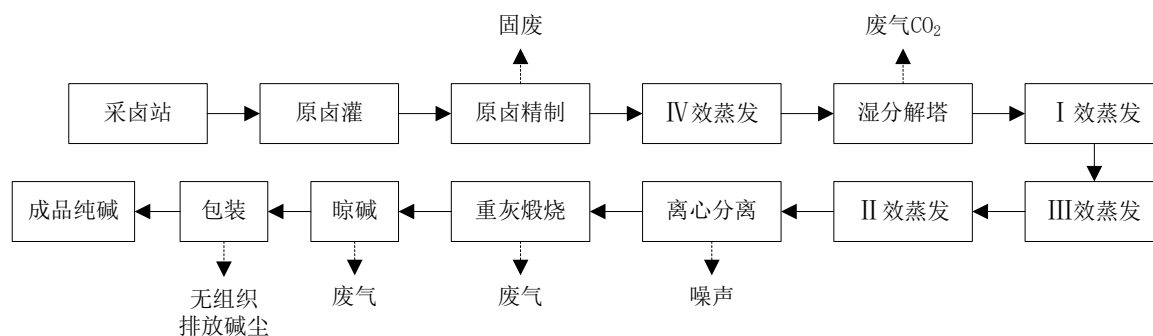 固废
废气CO₂
采卤站
原卤灌
原卤精制
Ⅳ效蒸发
湿分解塔
Ⅰ效蒸发
成品纯碱
包装
晾碱
重灰煅烧
离心分离
Ⅱ效蒸发
Ⅲ效蒸发
无组织
排放碱尘
废气
废气
噪声